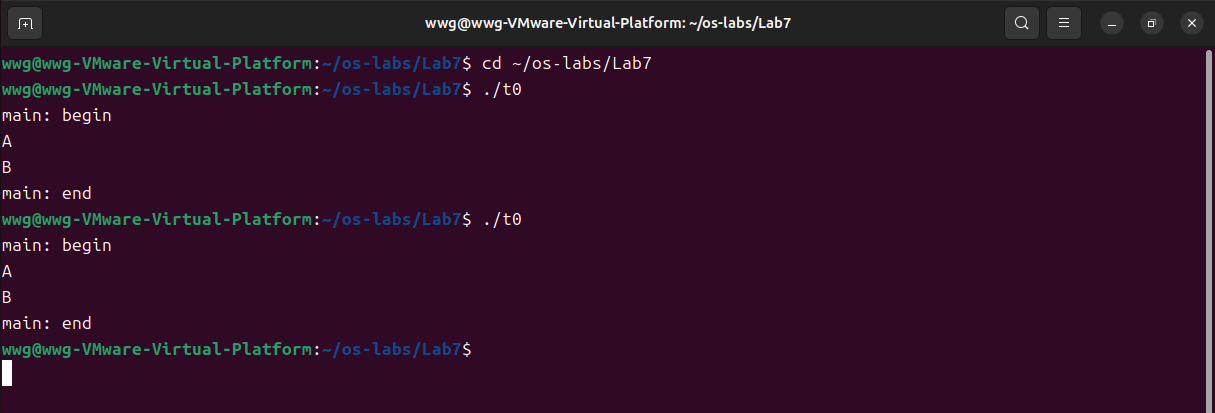 wwg@wwg-VMware-Virtual-Platform: ~/os-labs/Lab7
wwg@wwg-VMware-Virtual-Platform:~/os-labs/Lab7$ cd ~/os-labs/Lab7
wwg@wwg-VMware-Virtual-Platform:~/os-labs/Lab7$ ./t0
main: begin
A
B
main: end
wwg@wwg-VMware-Virtual-Platform:~/os-labs/Lab7$ ./t0
main: begin
A
B
main: end
wwg@wwg-VMware-Virtual-Platform:~/os-labs/Lab7$